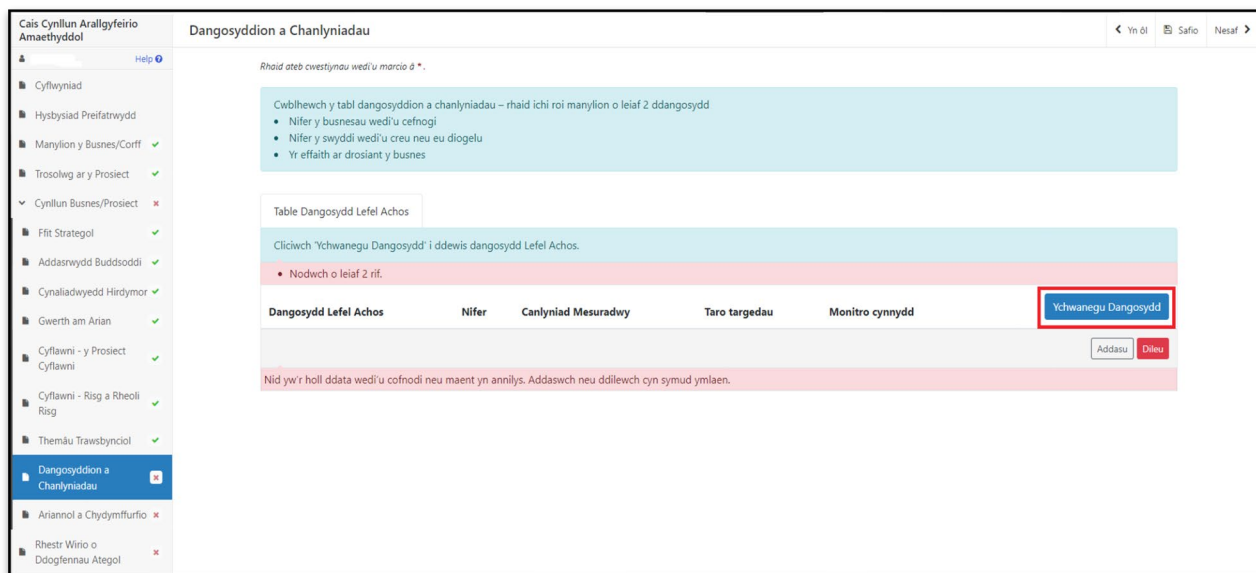 Cais Cynllun Arallgyfeirio
Amaethyddol
Help
Cyflwyniad
Hysbysiad Preifatrwydd
Manylion y Busnes/Corff
Trosolwg ar y Prosiect
Cynllun Busnes/Prosiect
Ffit Strategol
Addasrwydd Buddsoddi
Cynaliadwyedd Hirdymor
Gwerth am Arian
Cyflawni - y Prosiect
Cyflawni
Cyflawni - Risg a Rheoli
Risg
Themâu Trawsbynciol
Dangosyddion a
Chanlyniadau
Ariannol a Chydymffurfio
Rhestr Wirio o
Ddogfennau Ategol
Dangosyddion a Chanlyniadau
Yn ôl Safio Nesaf
Rhaid ateb cwestiynau wedi'u marcio â * .
Cwblhewch y tabl dangosyddion a chanlyniadau – rhaid ichi roi manylion o leiaf 2 ddangosydd
• Nifer y busnesau wedi'u cefnogi
• Nifer y swyddi wedi'u creu neu eu diogelu
• Yr effaith ar drosiant y busnes
Table Dangosydd Lefel Achos
Cliciwch 'Ychwanegu Dangosydd' i ddewis dangosydd Lefel Achos.
• Nodwch o leiaf 2 rif.
Dangosydd Lefel Achos Nifer Canlyniad Mesuradwy Taro targedau Monitro cynnydd Ychwanegu Dangosydd
Addasu Dileu
Nid yw'r holl ddata wedi'u cofnodi neu maent yn annilys. Addaswch neu ddilewch cyn symud ymlaen.